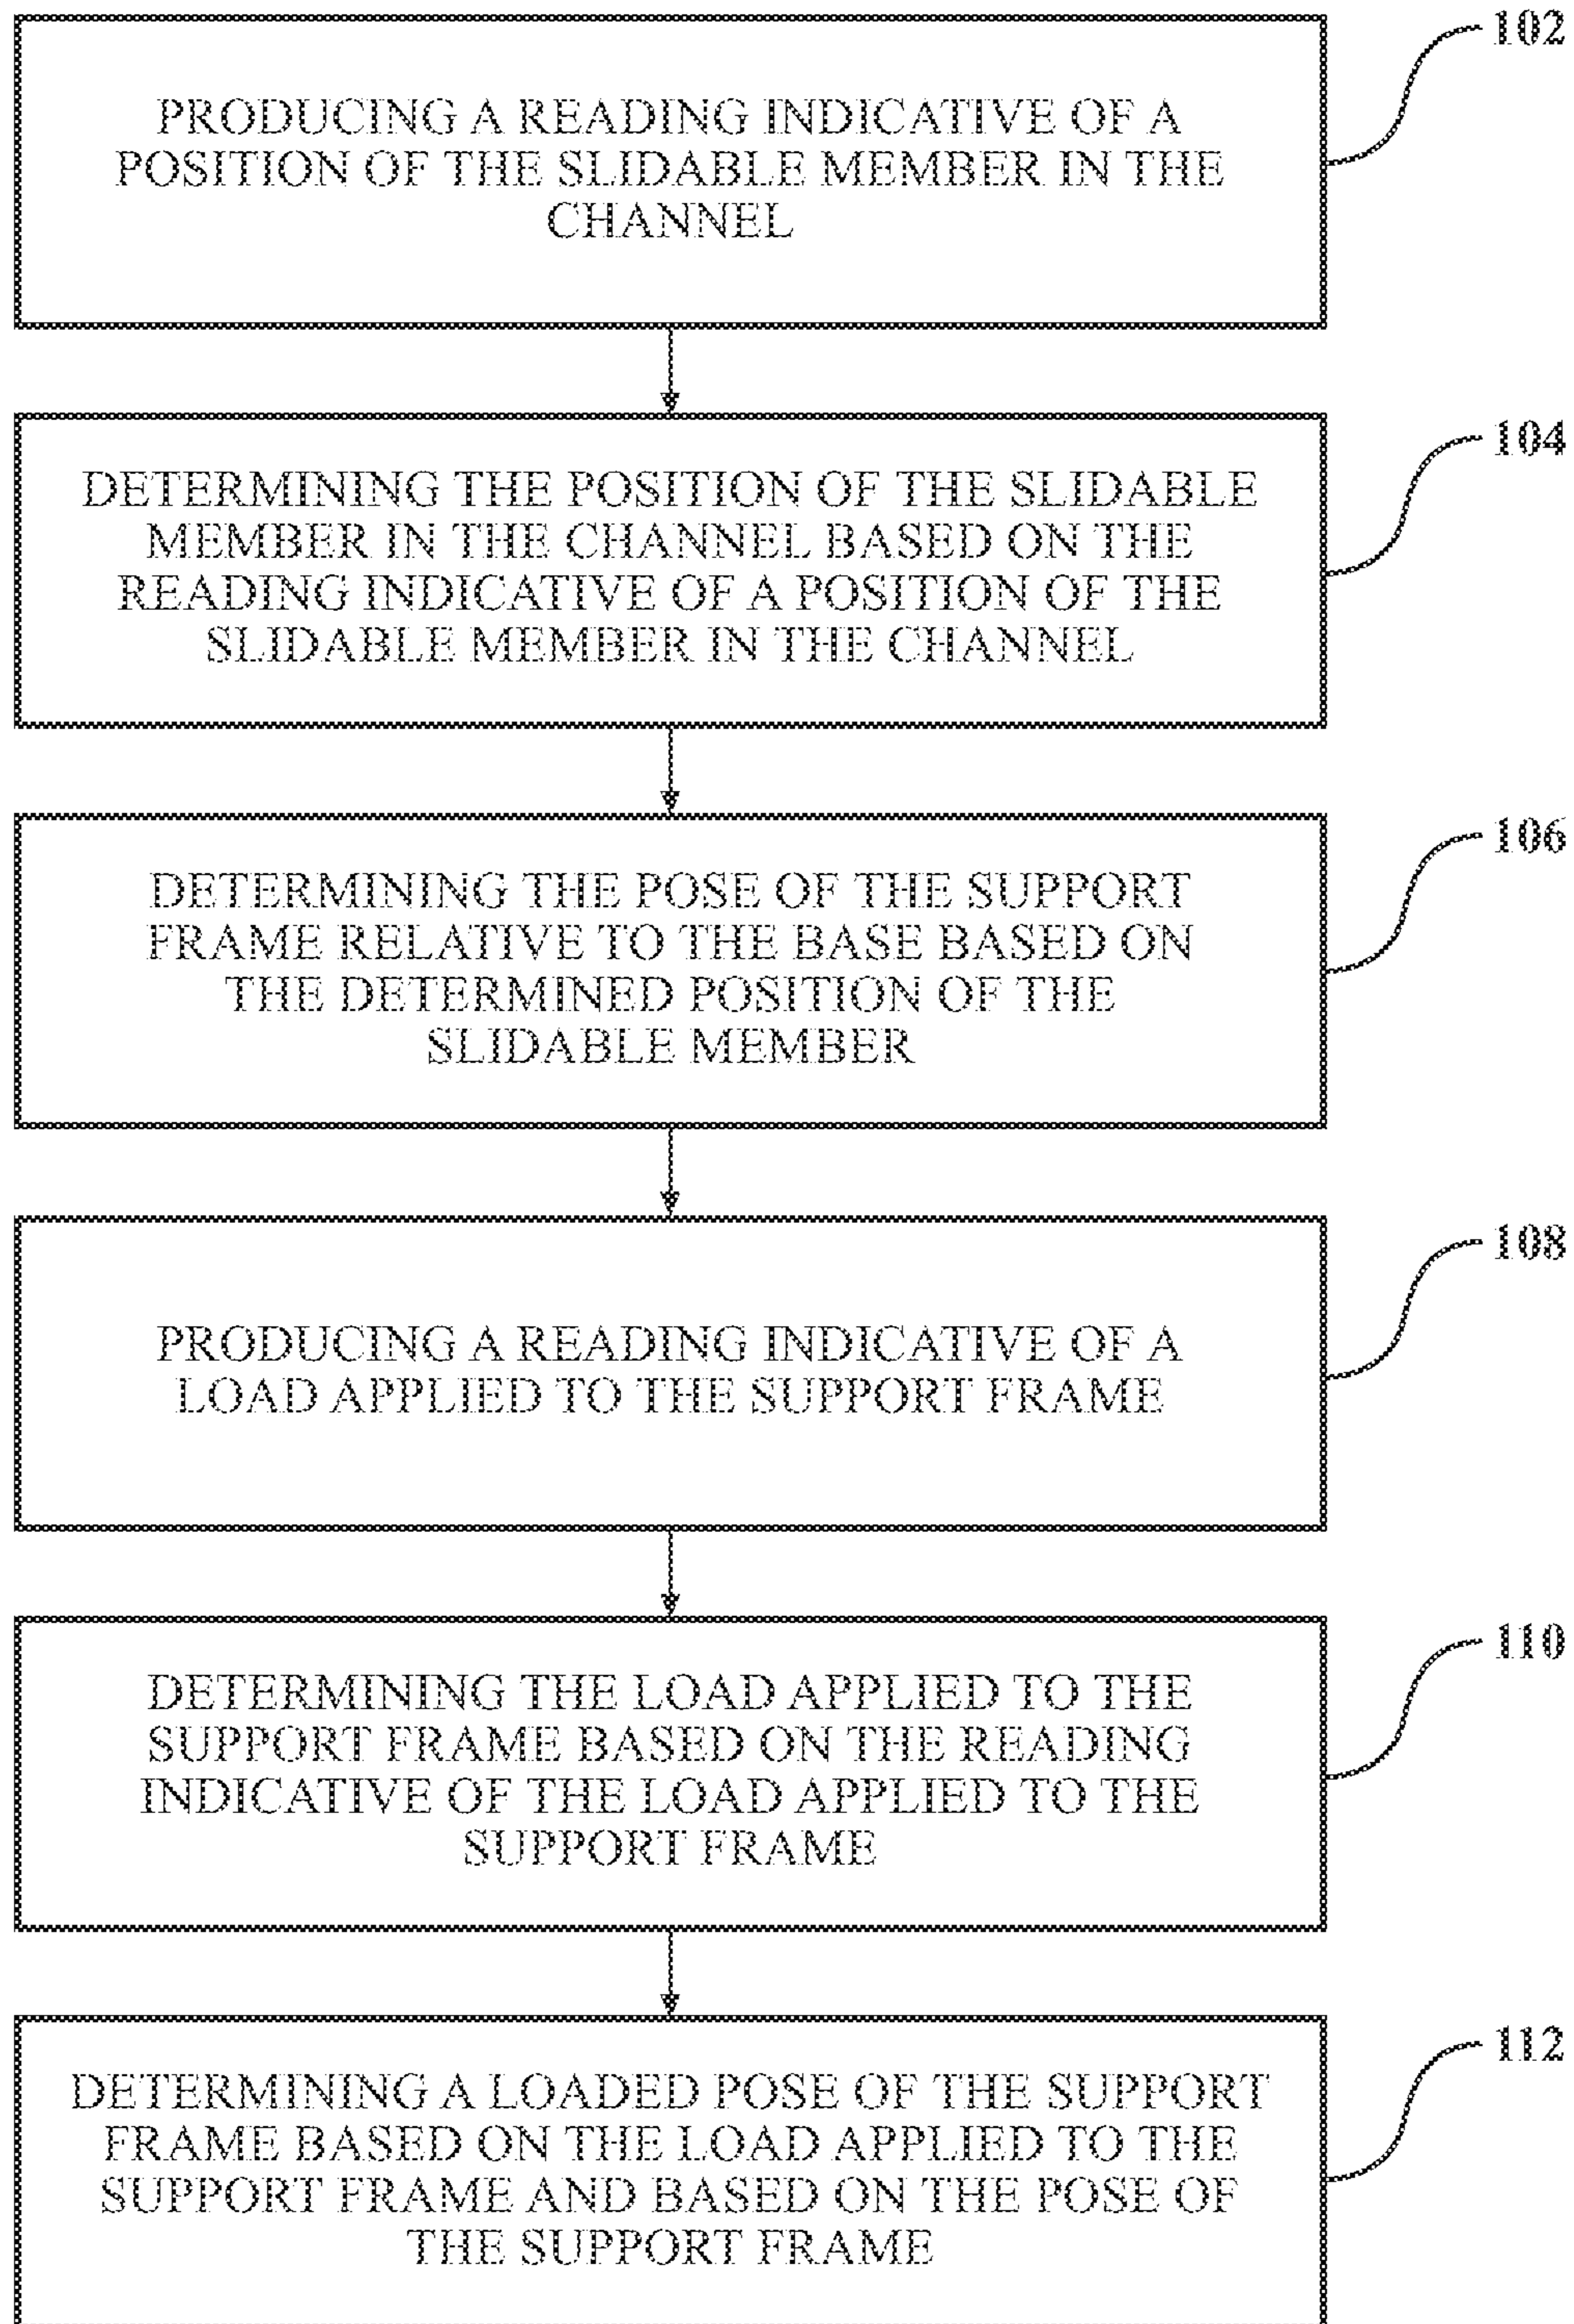 102
PRODUCING A READING INDICATIVE OF A
POSITION OF THE SLIDABLE MEMBER IN THE
CHANNEL
104
DETERMINING THE POSITION OF THE SLIDABLE
MEMBER IN THE CHANNEL BASED ON THE
READING INDICATIVE OF A POSITION OF THE
SLIDABLE MEMBER IN THE CHANNEL
106
DETERMINING THE POSE OF THE SUPPORT
FRAME RELATIVE TO THE BASE BASED ON
THE DETERMINED POSITION OF THE
SLIDABLE MEMBER
108
PRODUCING A READING INDICATIVE OF A
LOAD APPLIED TO THE SUPPORT FRAME
110
DETERMINING THE LOAD APPLIED TO THE
SUPPORT FRAME BASED ON THE READING
INDICATIVE OF THE LOAD APPLIED TO THE
SUPPORT FRAME
112
DETERMINING A LOADED POSE OF THE SUPPORT
FRAME BASED ON THE LOAD APPLIED TO THE
SUPPORT FRAME AND BASED ON THE POSE OF
THE SUPPORT FRAME